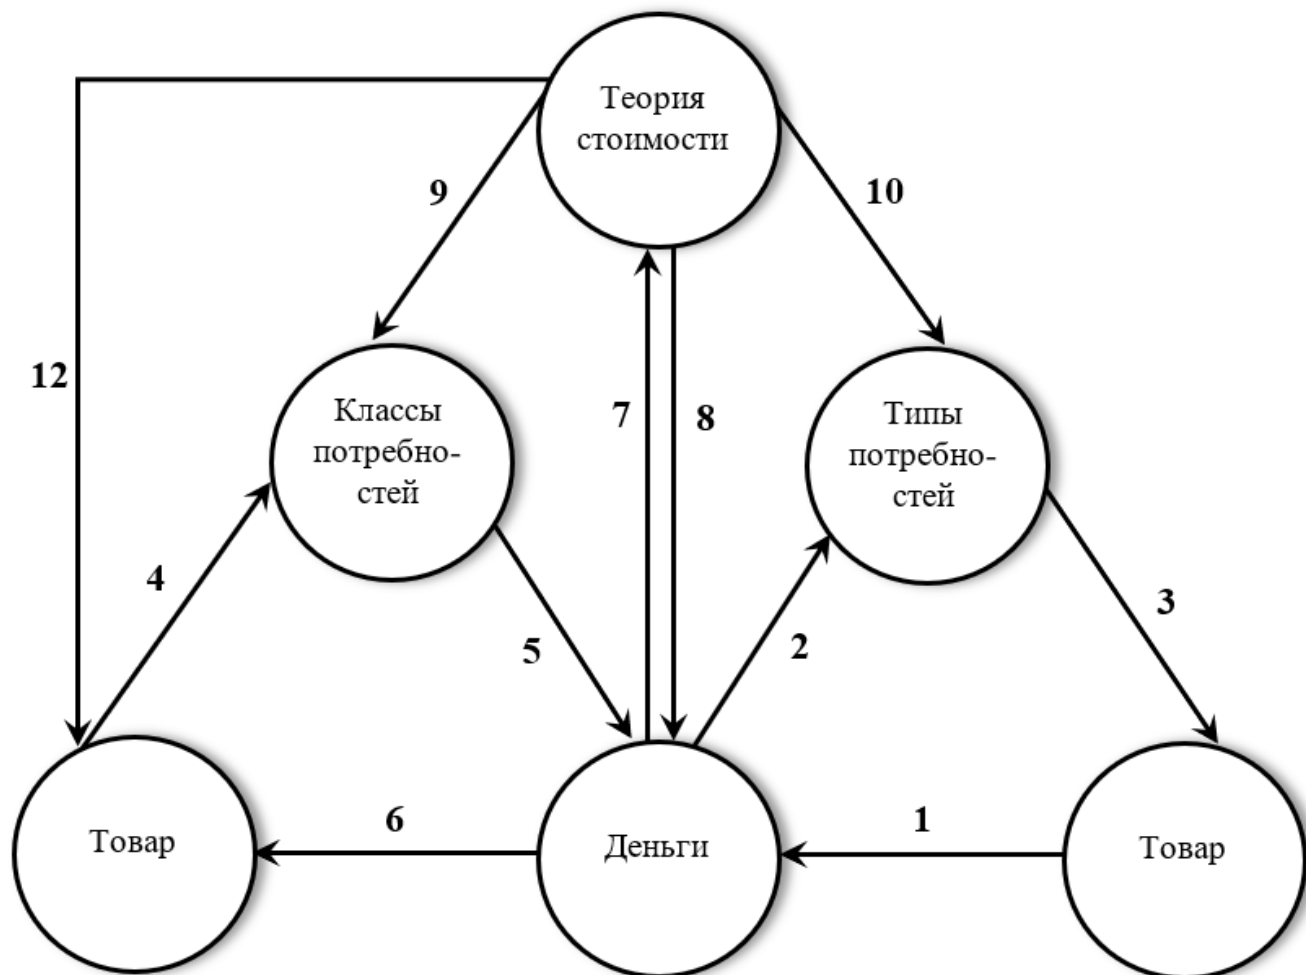 Теория
стоимости
9
10
12
Классы
потребно-
стей
7
8
Типы
потребно-
стей
4
5
2
3
Товар
6
Деньги
1
Товар